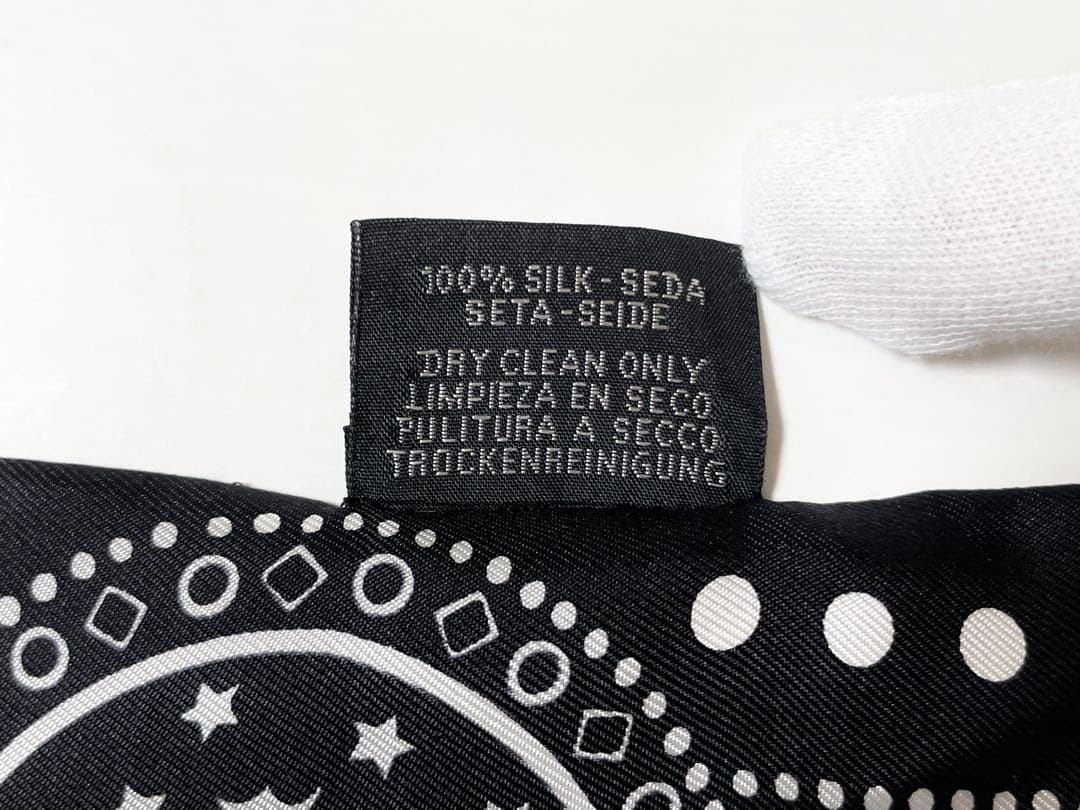 100% SILK - SEDA
SETA - SEIDE
DRY CLEAN ONLY
LIMPIEZA EN SECO
PULITURA A SECCO
TROCKENREINIGUNG